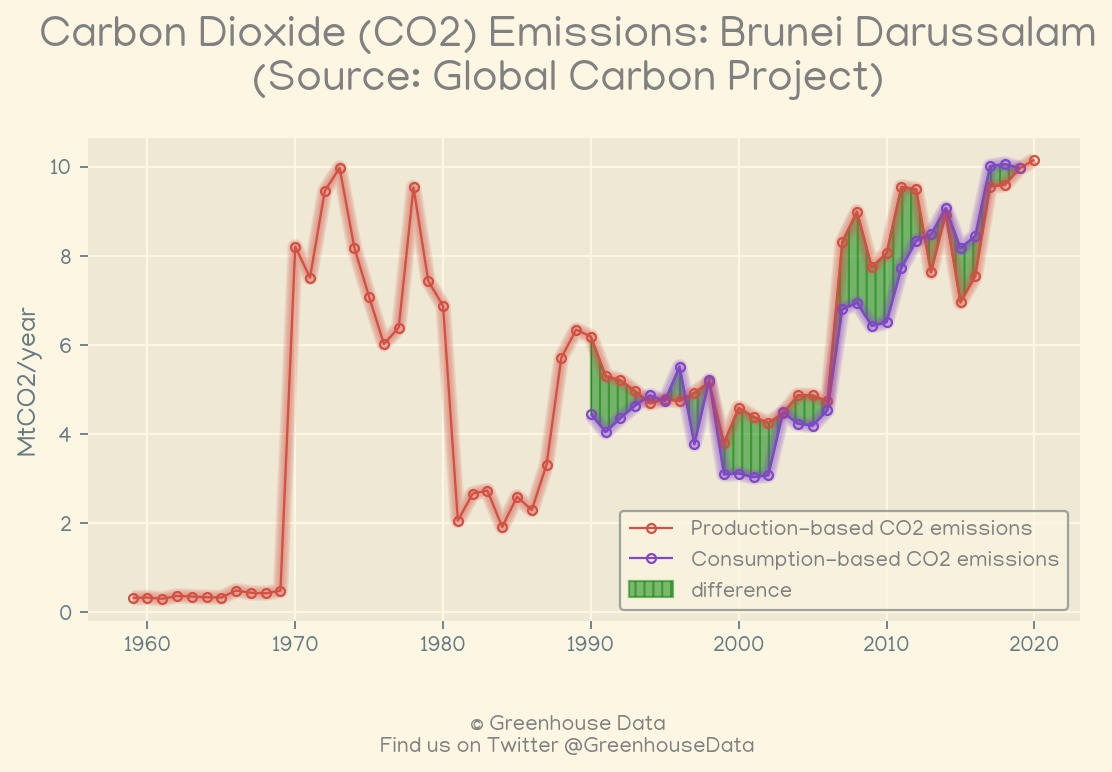 Carbon Dioxide (CO2) Emissions: Brunei Darussalam
(Source: Global Carbon Project)
MtCO2/year
10
8
6
4
2
0
1960 1970 1980 1990 2000 2010 2020
Production-based CO2 emissions
Consumption-based CO2 emissions
difference
© Greenhouse Data
Find us on Twitter @GreenhouseData